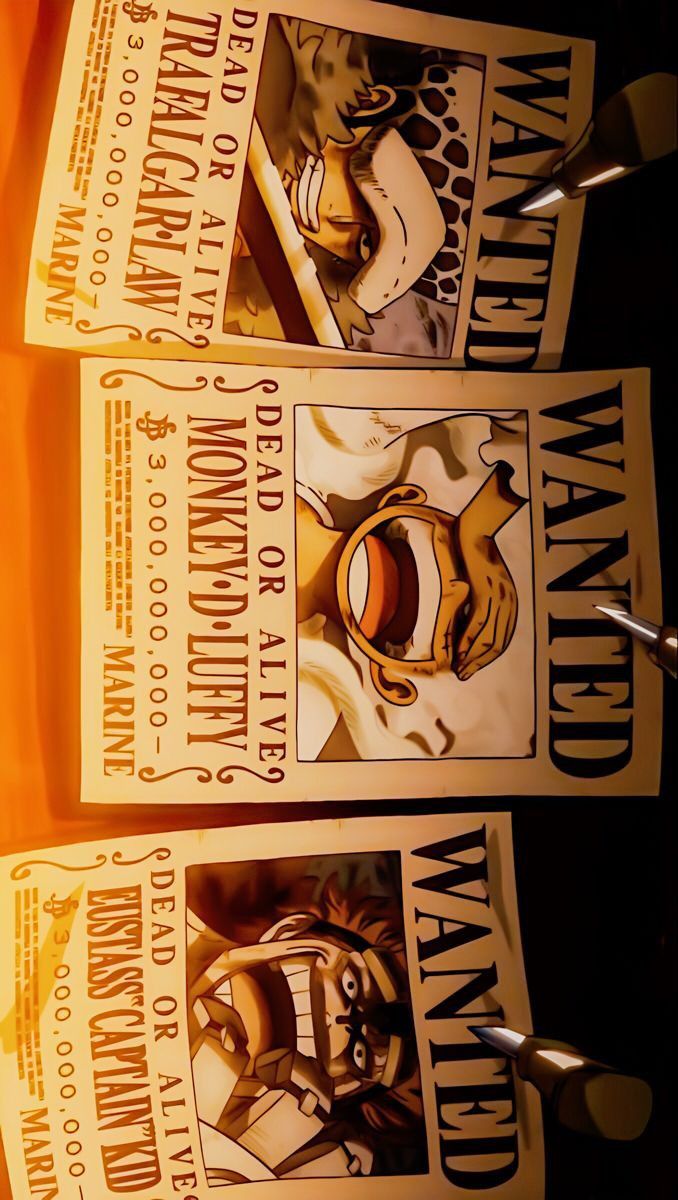 WANTED
DEAD OR ALIVE
TRAFALGAR•LAW
3,000,000,000–
MARINE
WANTED
DEAD OR ALIVE
MONKEY•D•LUFFY
3,000,000,000–
MARINE
WANTED
DEAD OR ALIVE
EUSTASS"CAPTAIN"KID
3,000,000,000–
MARIN